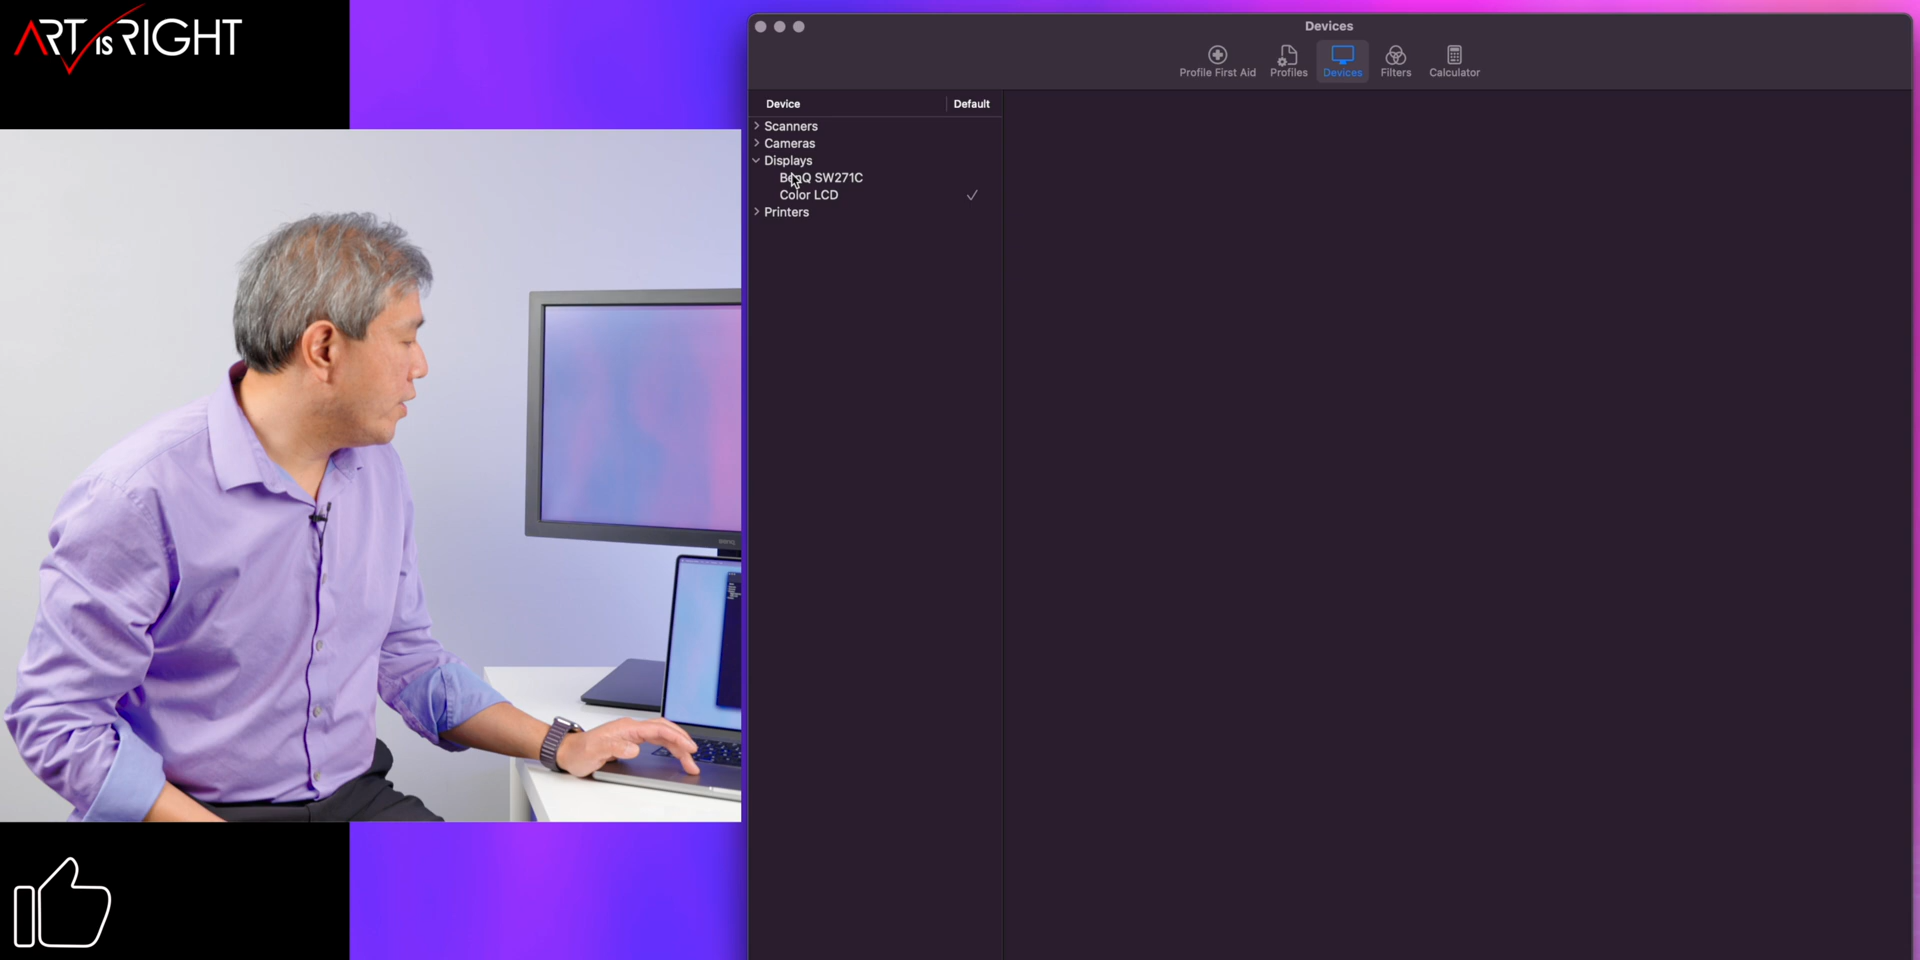 ART IS RIGHT
Devices
Profile First Aid
Profiles
Devices
Filters
Calculator
Device
Default
Scanners
Cameras
Displays
BenQ SW271C
Color LCD
Printers
BenQ